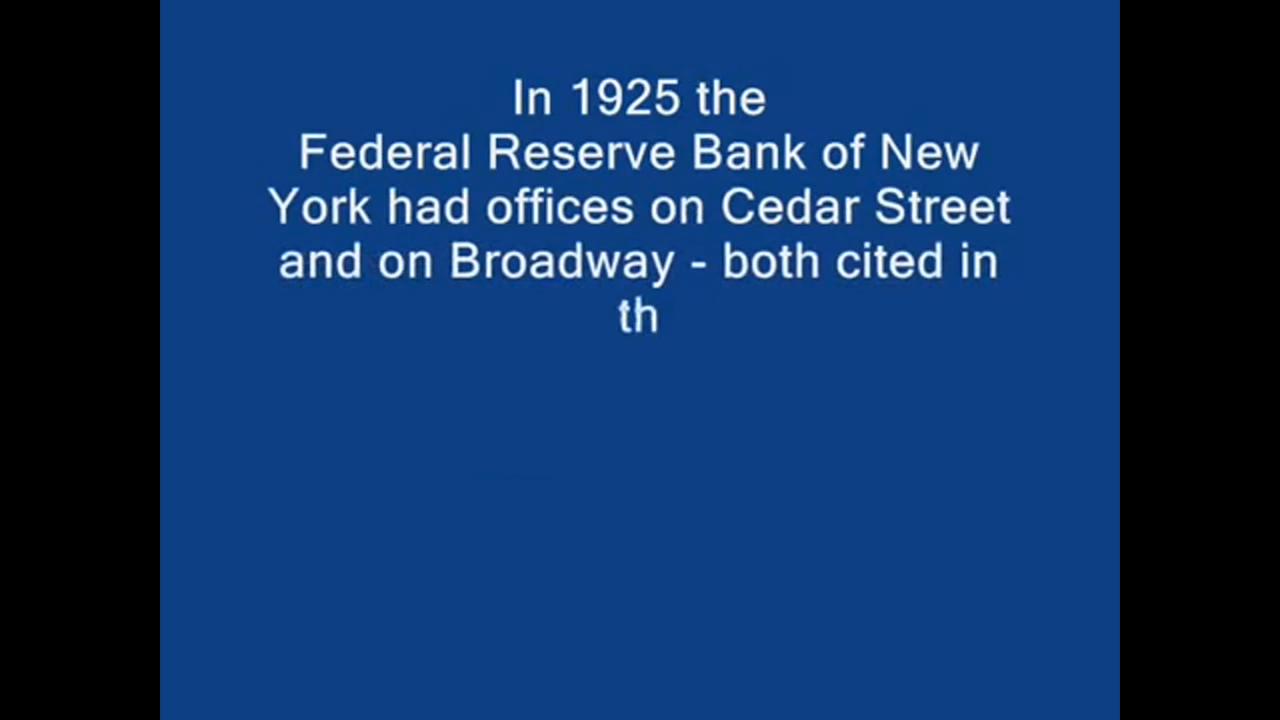 In 1925 the
Federal Reserve Bank of New
York had offices on Cedar Street
and on Broadway - both cited in
th